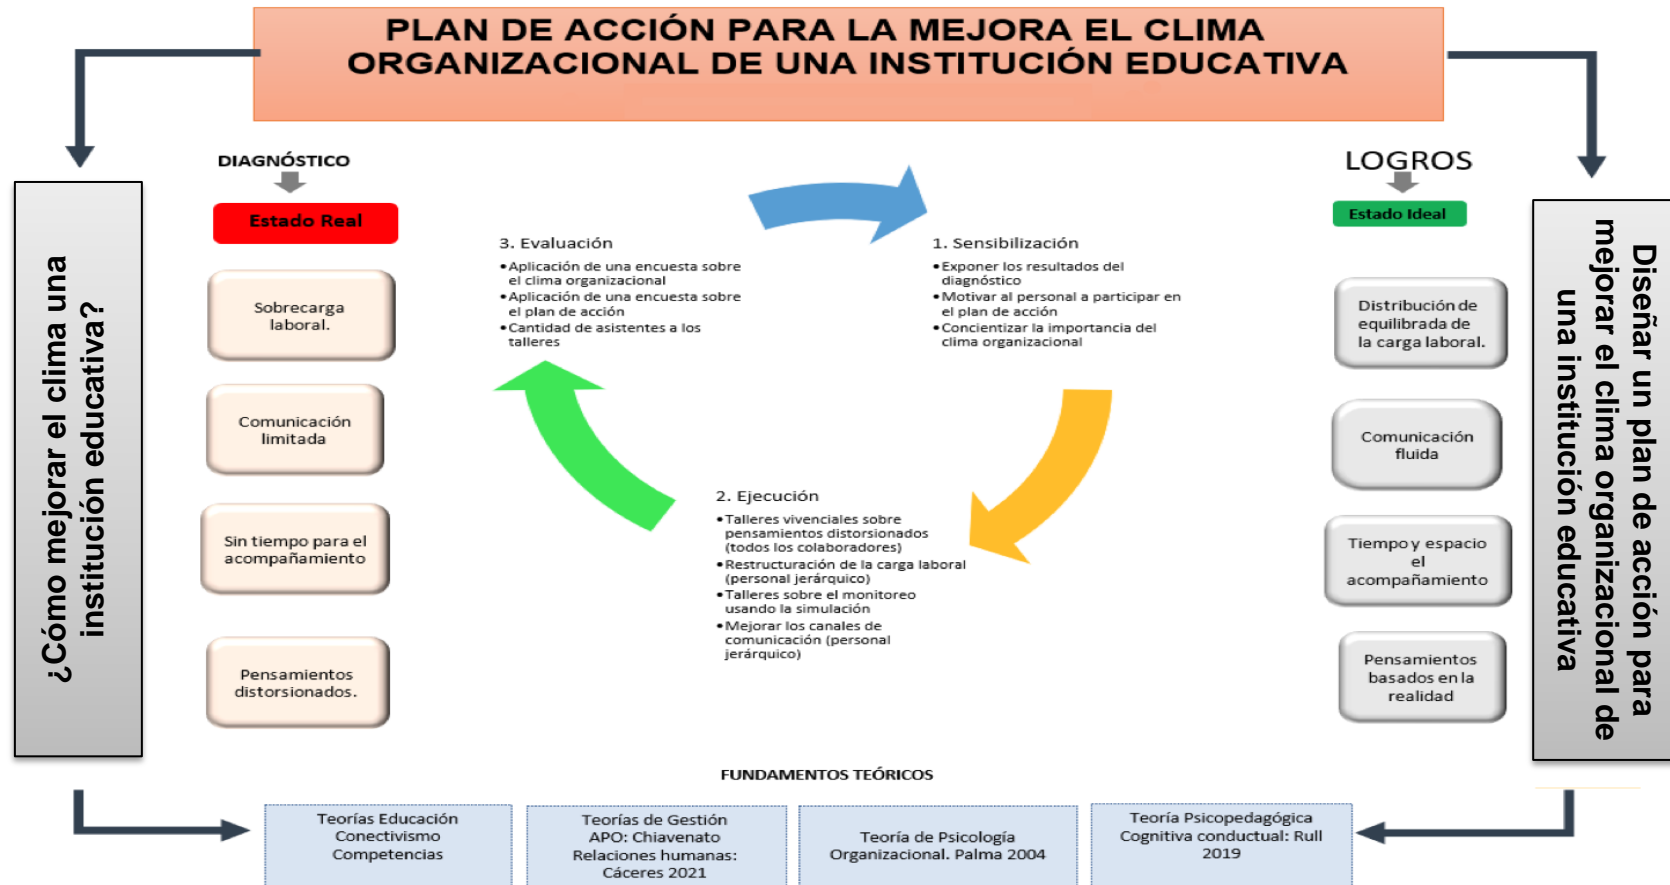 PLAN DE ACCIÓN PARA LA MEJORA EL CLIMA
ORGANIZACIONAL DE UNA INSTITUCIÓN EDUCATIVA
¿Cómo mejorar el clima una
institución educativa?
DIAGNÓSTICO
Estado Real
Sobrecarga
laboral.
Comunicación
limitada
Sin tiempo para el
acompañamiento
Pensamientos
distorsionados.
3. Evaluación
•Aplicación de una encuesta sobre
el clima organizacional
•Aplicación de una encuesta sobre
el plan de acción
•Cantidad de asistentes a los
talleres
1. Sensibilización
•Exponer los resultados del
diagnóstico
•Motivar al personal a participar en
el plan de acción
•Concientizar la importancia del
clima organizacional
2. Ejecución
•Talleres vivenciales sobre
pensamientos distorsionados
(todos los colaboradores)
•Restructuración de la carga laboral
(personal jerárquico)
•Talleres sobre el monitoreo
usando la simulación
•Mejorar los canales de
comunicación (personal
jerárquico)
LOGROS
Estado Ideal
Distribución de
equilibrada de
la carga laboral.
Comunicación
fluida
Tiempo y espacio
el
acompañamiento
Pensamientos
basados en la
realidad
Diseñar un plan de acción para
mejorar el clima organizacional de
una institución educativa
FUNDAMENTOS TEÓRICOS
Teorías Educación
Conectivismo
Competencias
Teorías de Gestión
APO: Chiavenato
Relaciones humanas:
Cáceres 2021
Teoría de Psicología
Organizacional. Palma 2004
Teoría Psicopedagógica
Cognitiva conductual: Rull
2019